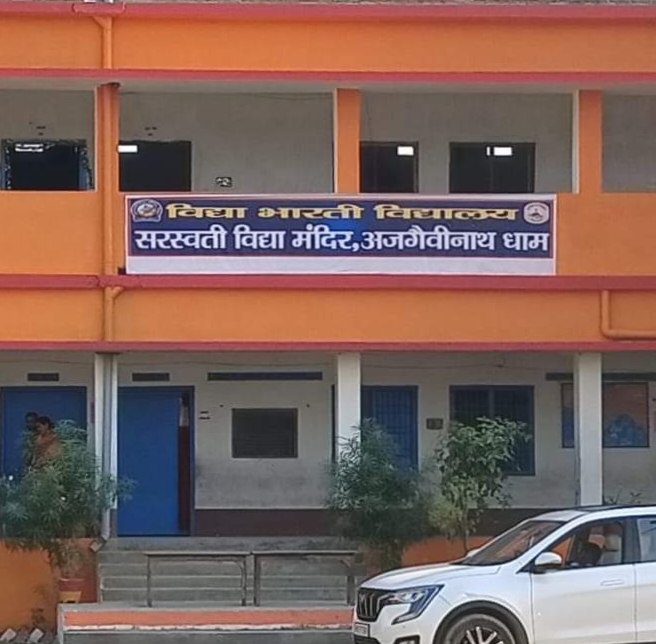 विद्या भारती विद्यालय
सरस्वती विद्या मंदिर,अजगैवीनाथ धाम